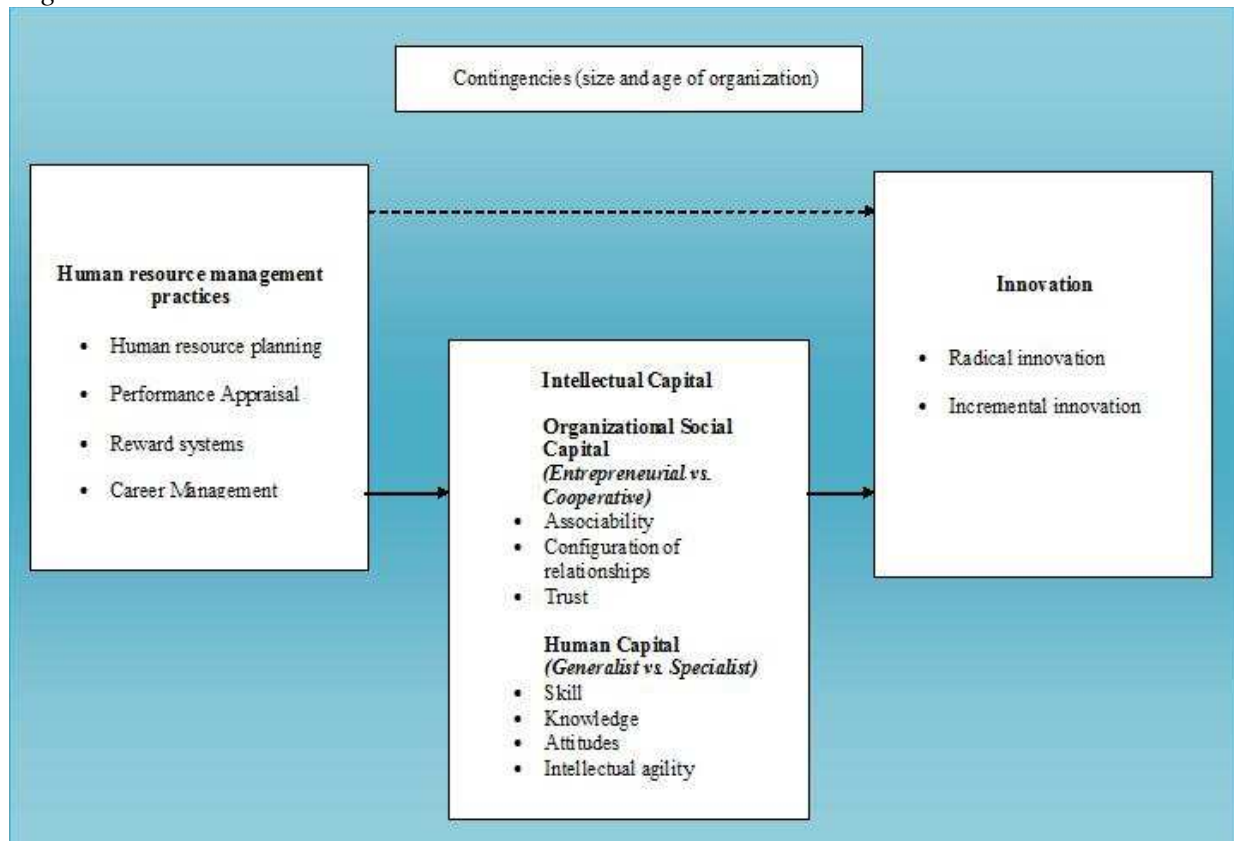 Contingencies (size and age of organization)
Human resource management
practices
• Human resource planning
• Performance Appraisal
• Reward systems
• Career Management
Intellectual Capital
Organizational Social
Capital
(Entrepreneurial vs.
Cooperative)
• Associability
• Configuration of
relationships
• Trust
Human Capital
(Generalist vs. Specialist)
• Skill
• Knowledge
• Attitudes
• Intellectual agility
Innovation
• Radical innovation
• Incremental innovation